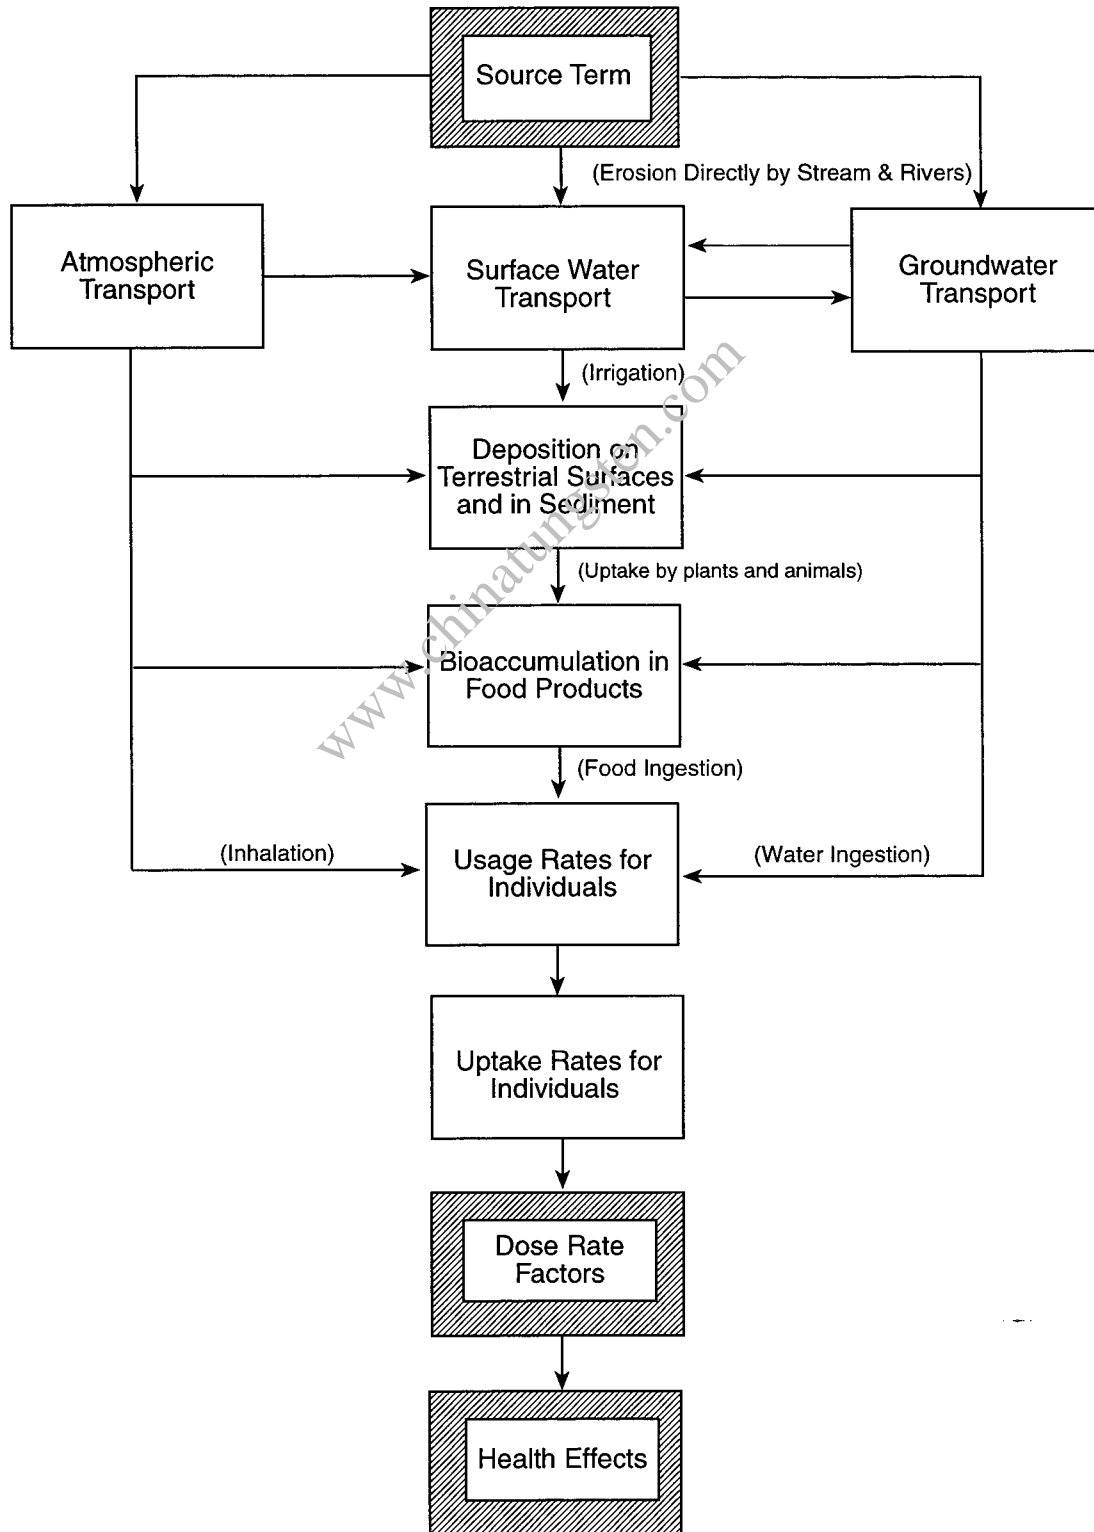 Source Term
(Erosion Directly by Stream & Rivers)
Atmospheric
Transport
Surface Water
Transport
Groundwater
Transport
(Irrigation)
Deposition on
Terrestrial Surfaces
and in Sediment
(Uptake by plants and animals)
Bioaccumulation in
Food Products
(Food Ingestion)
(Inhalation)
Usage Rates for
Individuals
(Water Ingestion)
Uptake Rates for
Individuals
Dose Rate
Factors
Health Effects
www.chinatungsten.com